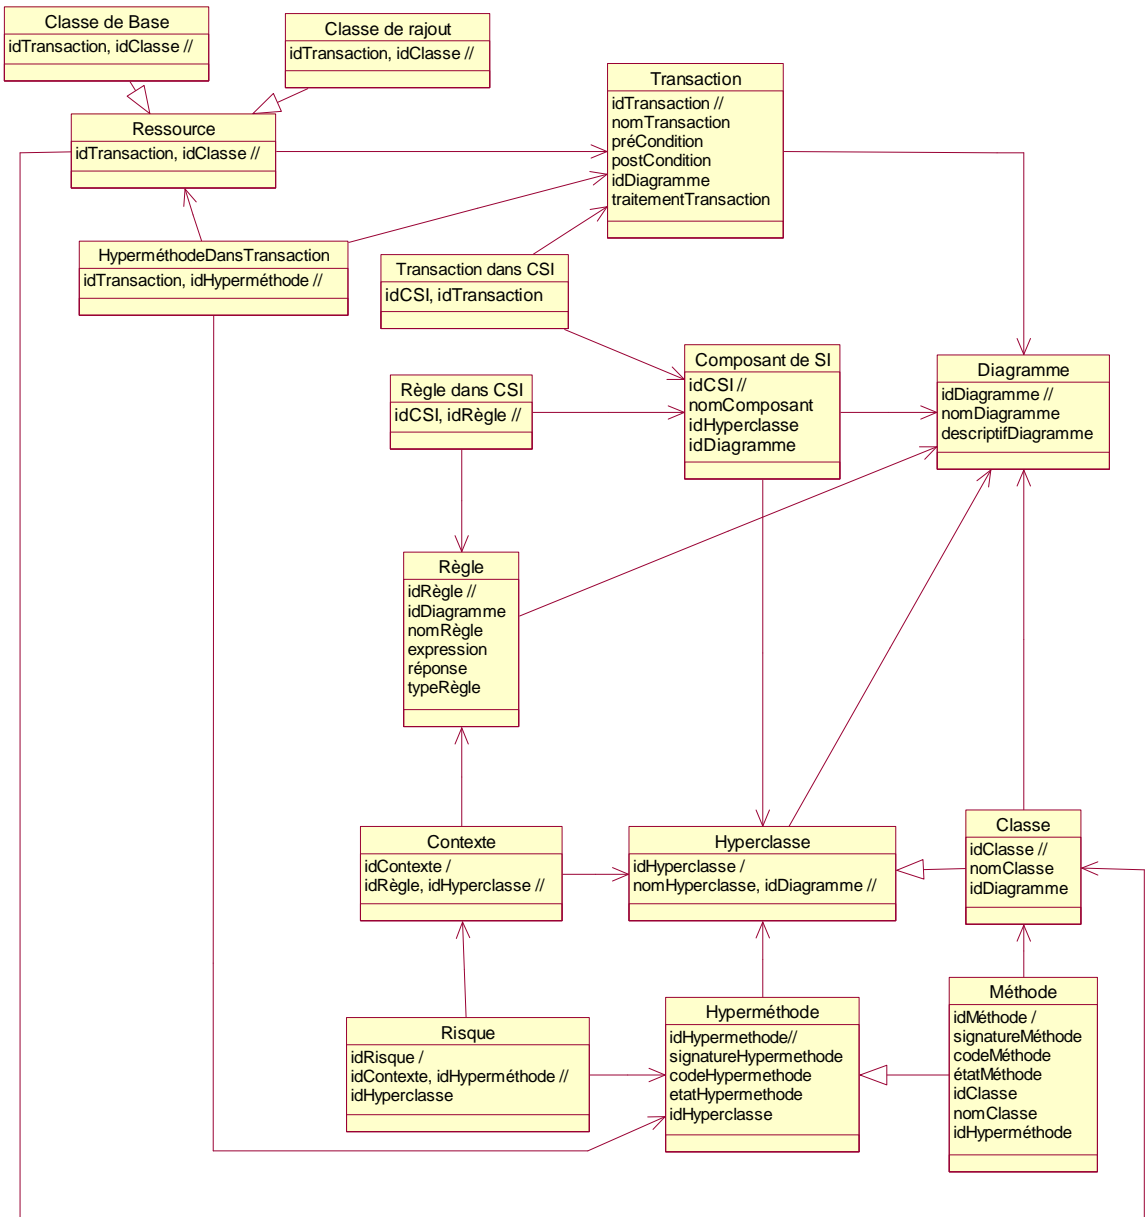 Classe de Base
idTransaction, idClasse //
Classe de rajout
idTransaction, idClasse //
Ressource
idTransaction, idClasse //
Transaction
idTransaction //
nomTransaction
préCondition
postCondition
idDiagramme
traitementTransaction
HyperméthodeDansTransaction
idTransaction, idHyperméthode //
Transaction dans CSI
idCSI, idTransaction
Composant de SI
idCSI //
nomComposant
idHyperclasse
idDiagramme
Diagramme
idDiagramme //
nomDiagramme
descriptifDiagramme
Règle dans CSI
idCSI, idRègle //
Règle
idRègle //
idDiagramme
nomRègle
expression
réponse
typeRègle
Contexte
idContexte /
idRègle, idHyperclasse //
Hyperclasse
idHyperclasse /
nomHyperclasse, idDiagramme //
Classe
idClasse //
nomClasse
idDiagramme
Risque
idRisque /
idContexte, idHyperméthode //
idHyperclasse
Hyperméthode
idHypermethode//
signatureHypermethode
codeHypermethode
etatHypermethode
idHyperclasse
Méthode
idMéthode /
signatureMéthode
codeMéthode
étatMéthode
idClasse
nomClasse
idHyperméthode